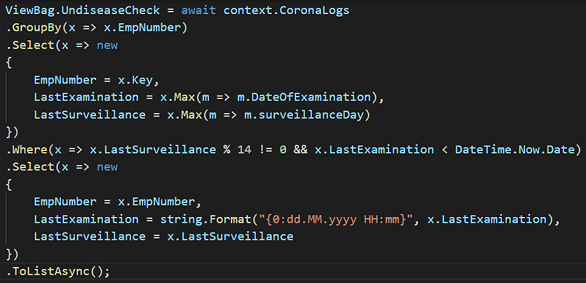 ViewBag.UndiseaseCheck = await context.CoronaLogs
.GroupBy(x => x.EmpNumber)
.Select(x => new
{
    EmpNumber = x.Key,
    LastExamination = x.Max(m => m.DateOfExamination),
    LastSurveillance = x.Max(m => m.surveillanceDay)
})
.Where(x => x.LastSurveillance % 14 != 0 && x.LastExamination < DateTime.Now.Date)
.Select(x => new
{
    EmpNumber = x.EmpNumber,
    LastExamination = string.Format("{0:dd.MM.yyyy HH:mm}", x.LastExamination),
    LastSurveillance = x.LastSurveillance
})
.ToListAsync();